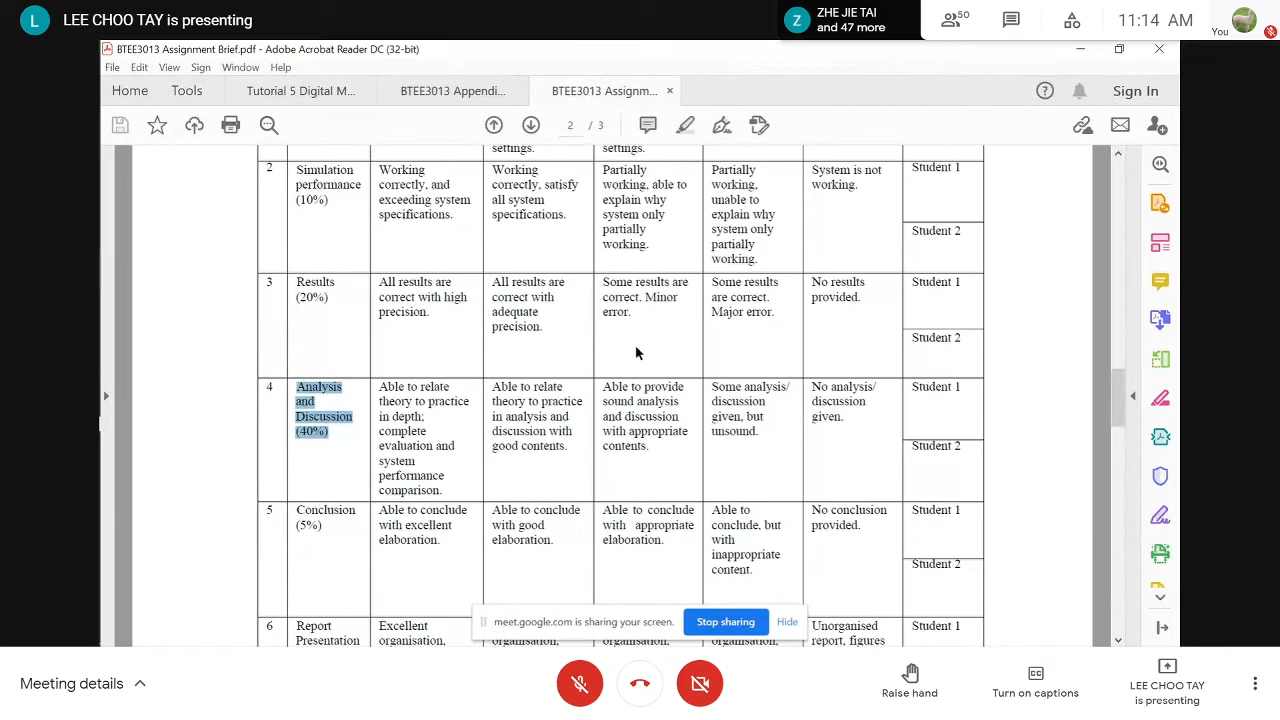 L LEE CHOO TAY is presenting
Z ZHE JIE TAI
and 47 more
50
11:14 AM
You
BTEE3013 Assignment Brief.pdf - Adobe Acrobat Reader DC (32-bit)
File Edit View Sign Window Help
Home Tools Tutorial 5 Digital M... BTEE3013 Appendi... BTEE3013 Assignm... × Sign In
2 / 3
settings. settings.
2 Simulation performance (10%)
Working correctly, and exceeding system specifications.
Working correctly, satisfy all system specifications.
Partially working, able to explain why system only partially working.
Partially working, unable to explain why system only partially working.
System is not working.
Student 1
Student 2
3 Results (20%)
All results are correct with high precision.
All results are correct with adequate precision.
Some results are correct. Minor error.
Some results are correct. Major error.
No results provided.
Student 1
Student 2
4 Analysis and Discussion (40%)
Able to relate theory to practice in depth; complete evaluation and system performance comparison.
Able to relate theory to practice in analysis and discussion with good contents.
Able to provide sound analysis and discussion with appropriate contents.
Some analysis/ discussion given, but unsound.
No analysis/ discussion given.
Student 1
Student 2
5 Conclusion (5%)
Able to conclude with excellent elaboration.
Able to conclude with good elaboration.
Able to conclude with appropriate elaboration.
Able to conclude, but with inappropriate content.
No conclusion provided.
Student 1
Student 2
6 Report Presentation
Excellent organisation,
organisation,
organisation,
organisation,
Unorganised report, figures
Student 1
meet.google.com is sharing your screen. Stop sharing Hide
Meeting details
Raise hand
Turn on captions
LEE CHOO TAY
is presenting